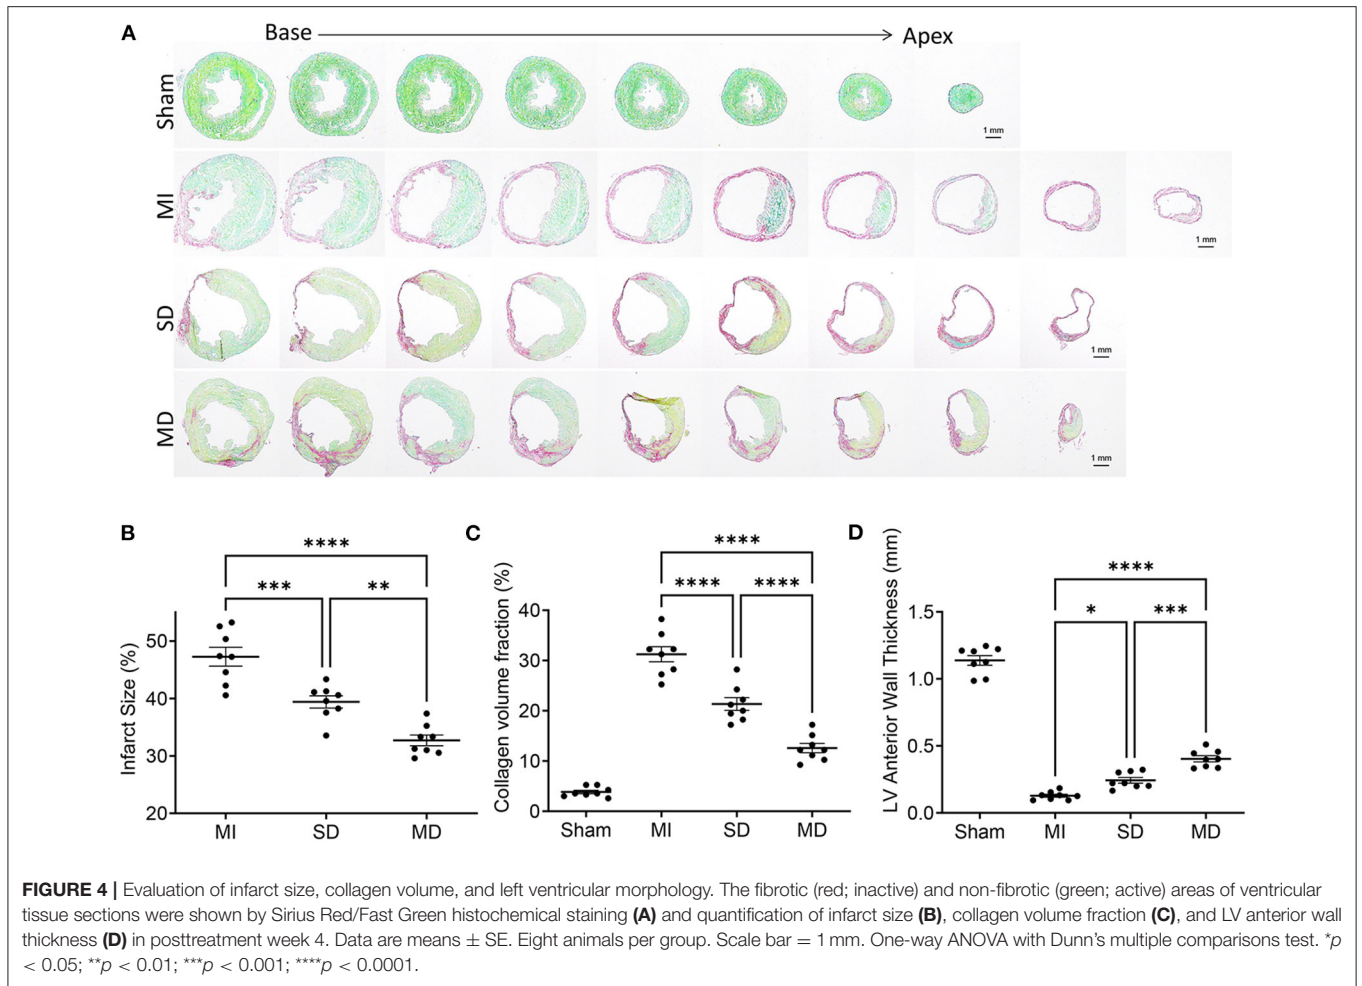 A
Base
Apex
Sham
1 mm
MI
1 mm
SD
1 mm
MD
1 mm
B
****
***
**
Infarct Size (%)
50
40
30
20
MI
SD
MD
C
****
****
****
Collagen volume fraction (%)
40
30
20
10
0
Sham
MI
SD
MD
D
****
*
***
LV Anterior Wall Thickness (mm)
1.5
1.0
0.5
0.0
Sham
MI
SD
MD
FIGURE 4 | Evaluation of infarct size, collagen volume, and left ventricular morphology. The fibrotic (red; inactive) and non-fibrotic (green; active) areas of ventricular
tissue sections were shown by Sirius Red/Fast Green histochemical staining (A) and quantification of infarct size (B), collagen volume fraction (C), and LV anterior wall
thickness (D) in posttreatment week 4. Data are means ± SE. Eight animals per group. Scale bar = 1 mm. One-way ANOVA with Dunn's multiple comparisons test. *p
< 0.05; **p < 0.01; ***p < 0.001; ****p < 0.0001.